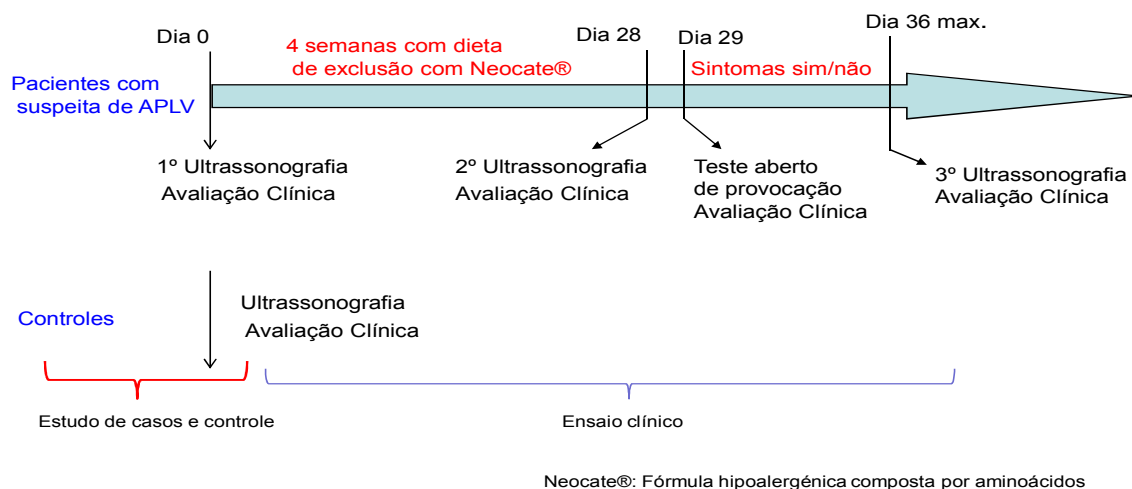 Dia 0
4 semanas com dieta
de exclusão com Neocate®
Dia 28
Dia 29
Sintomas sim/não
Dia 36 max.
Pacientes com
suspeita de APLV
1º Ultrassonografia
Avaliação Clínica
2º Ultrassonografia
Avaliação Clínica
Teste aberto
de provocação
Avaliação Clínica
3º Ultrassonografia
Avaliação Clínica
Controles
Ultrassonografia
Avaliação Clínica
Estudo de casos e controle
Ensaio clínico
Neocate®: Fórmula hipoalergénica composta por aminoácidos